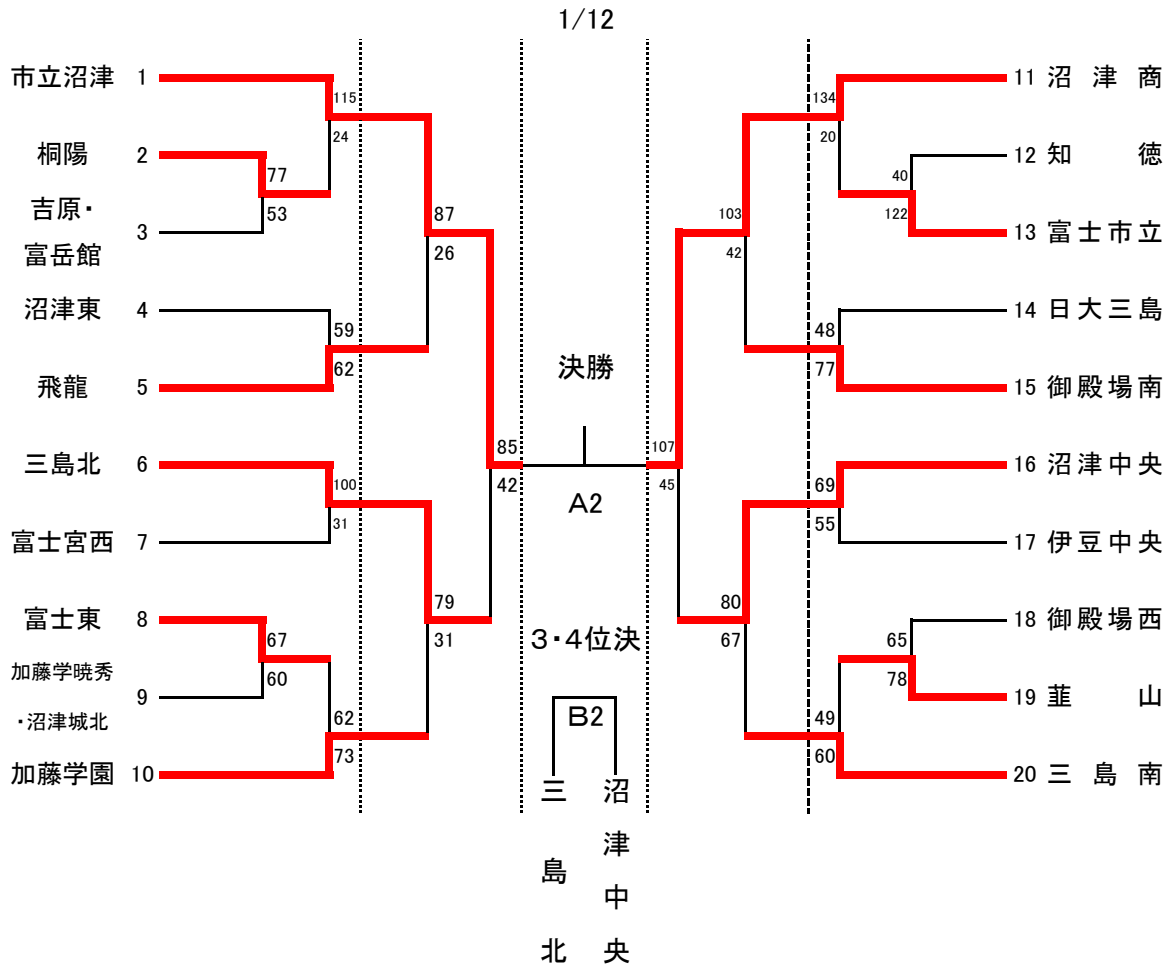 1/12
市立沼津 1
115
24
桐陽 2
77
53
吉原・
富岳館
3
87
26
沼津東 4
59
62
飛龍 5
三島北 6
100
31
富士宮西 7
85
42
富士東 8
67
60
加藤学暁秀
・沼津城北
9
79
31
62
73
加藤学園 10
決勝
A2
3・4位決
B2
三島北
沼津中央
11 沼津商
134
20
12 知徳
40
122
13 富士市立
103
42
14 日大三島
48
77
15 御殿場南
107
45
16 沼津中央
69
55
17 伊豆中央
80
67
18 御殿場西
65
78
19 韮山
49
60
20 三島南